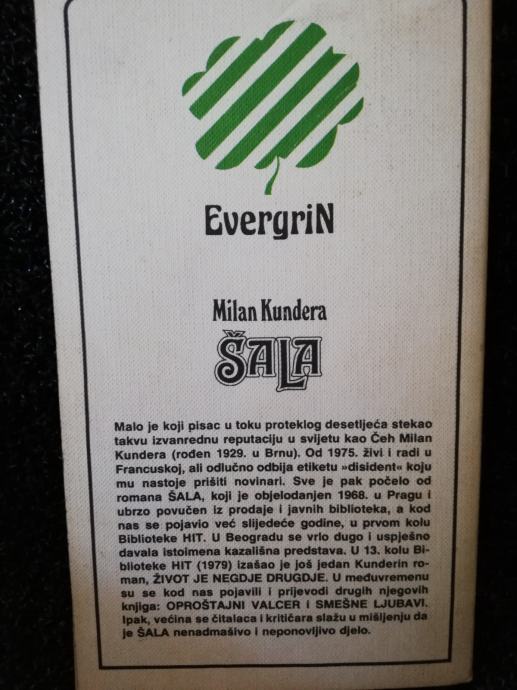 EvergriN
Milan Kundera
ŠALA
Malo je koji pisac u toku proteklog desetljeća stekao
takvu izvanrednu reputaciju u svijetu kao Čeh Milan
Kundera (rođen 1929. u Brnu). Od 1975. živi i radi u
Francuskoj, ali odlučno odbija etiketu »disident« koju
mu nastoje prišiti novinari. Sve je pak počelo od
romana ŠALA, koji je objelodanjen 1968. u Pragu i
ubrzo povučen iz prodaje i javnih biblioteka, a kod
nas se pojavio već slijedeće godine, u prvom kolu
Biblioteke HIT. U Beogradu se vrlo dugo i uspješno
davala istoimena kazališna predstava. U 13. kolu Bi-
blioteke HIT (1979) izašao je još jedan Kunderin ro-
man, ŽIVOT JE NEGDJE DRUGDJE. U međuvremenu
su se kod nas pojavili i prijevodi drugih njegovih
knjiga: OPROŠTAJNI VALCER i SMEŠNE LJUBAVI.
Ipak, većina se čitalaca i kritičara slažu u mišljenju da
je ŠALA nenadmašivo i neponovljivo djelo.